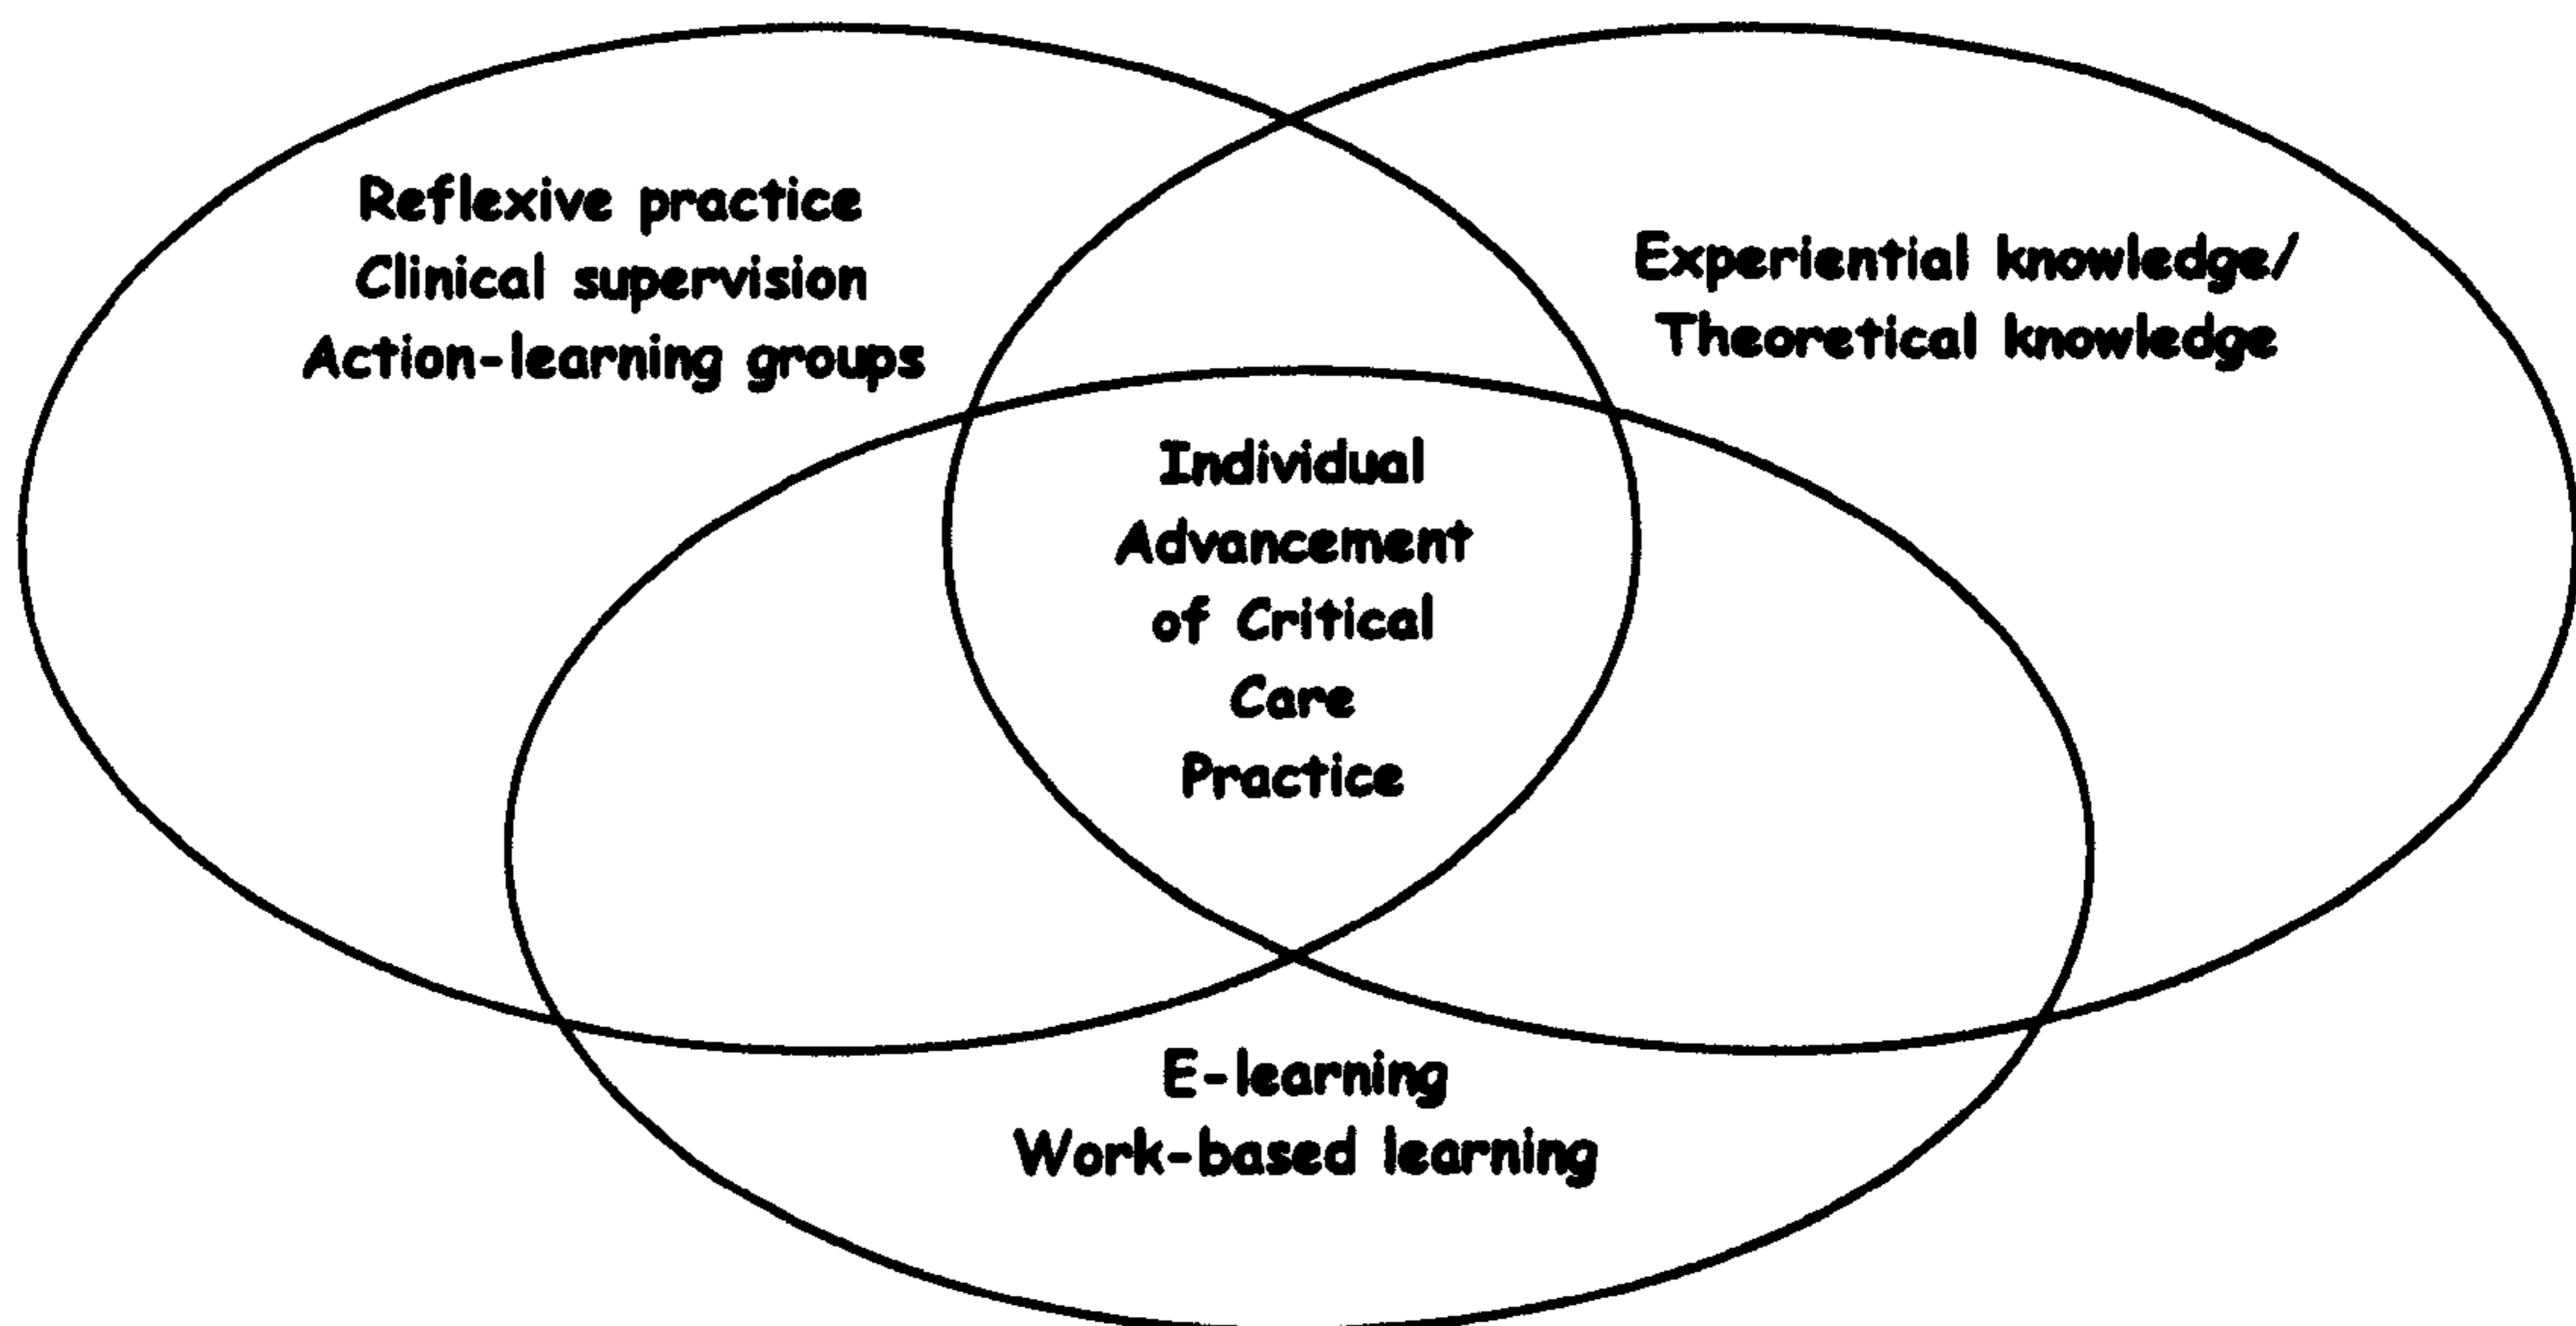 Reflexive practice
Clinical supervision
Action-learning groups
Experiential knowledge/
Theoretical knowledge
Individual
Advancement
of Critical
Care
Practice
E-learning
Work-based learning